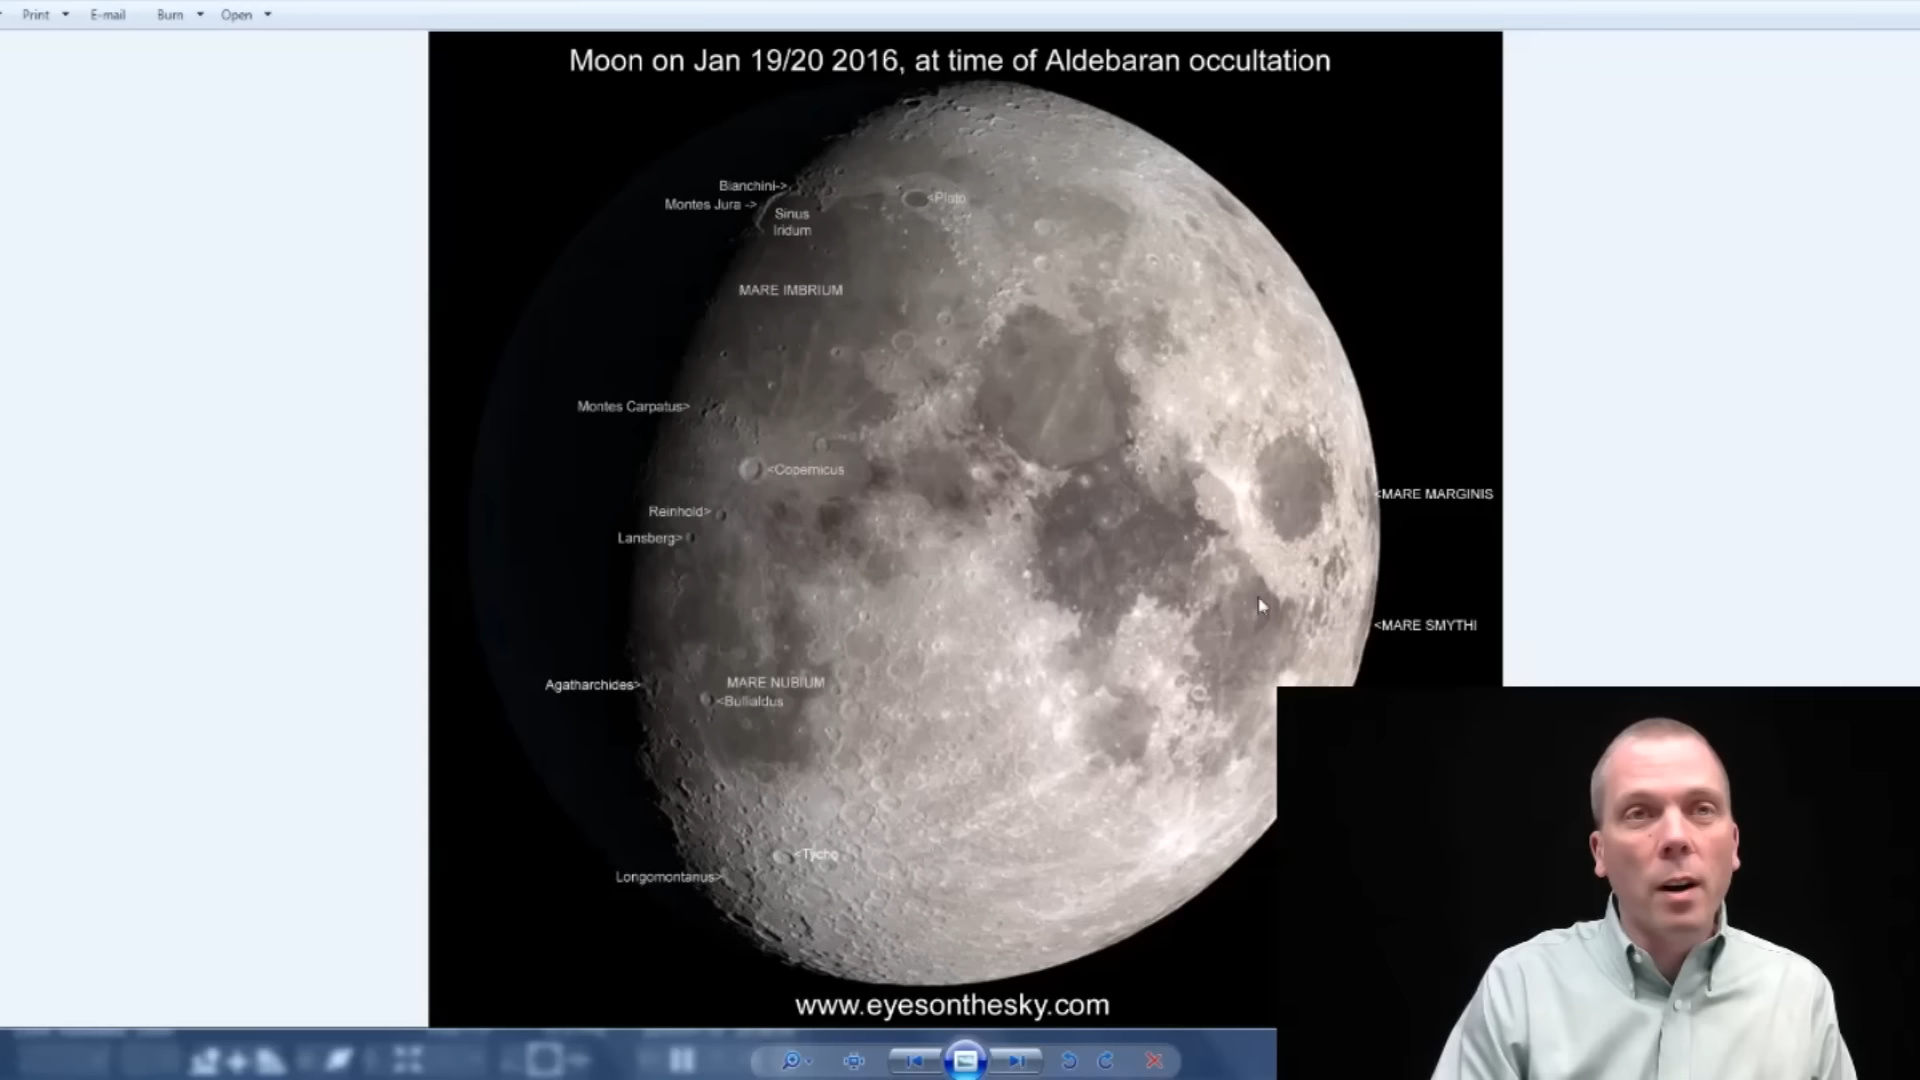 Print
E-mail
Burn
Open
Moon on Jan 19/20 2016, at time of Aldebaran occultation
Bianchini->
<Plato
Montes Jura ->
Sinus
Iridum
MARE IMBRIUM
Montes Carpatus>
<Copernicus
<MARE MARGINIS
Reinhold>
Lansberg>
<MARE SMYTHI
Agatharchides>
MARE NUBIUM
<Bullialdus
<Tycho
Longomontanus>
www.eyesonthesky.com